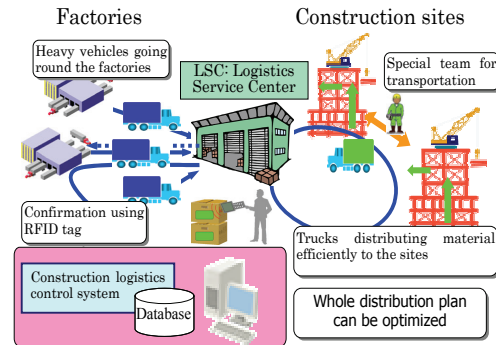 Factories
Construction sites
Heavy vehicles going
round the factories
LSC: Logistics
Service Center
Special team for
transportation
Confirmation using
RFID tag
Trucks distributing material
efficiently to the sites
Construction logistics
control system
Database
Whole distribution plan
can be optimized